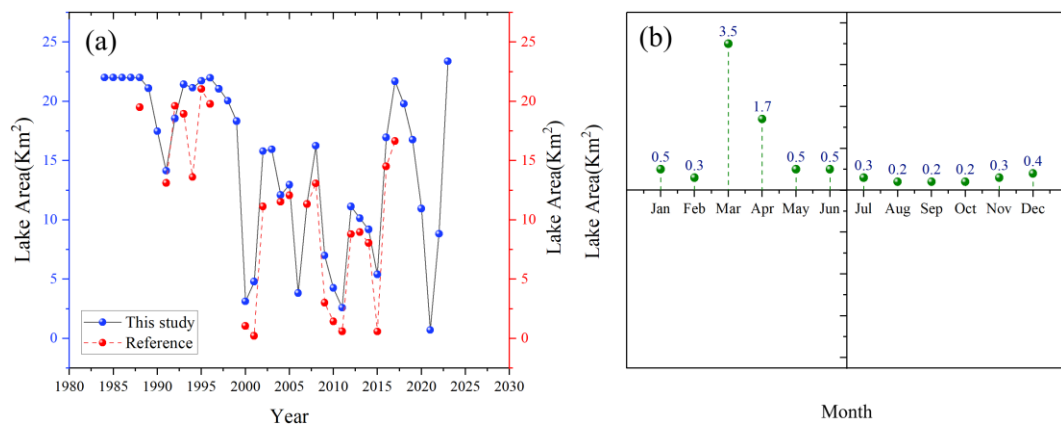 (a)
25
20
15
10
5
0
Lake Area(Km²)
25
20
15
10
5
0
Lake Area(Km²)
This study
Reference
1980 1985 1990 1995 2000 2005 2010 2015 2020 2025 2030
Year
(b)
Lake Area(Km²)
3.5
1.7
0.5 0.3 0.5 0.5 0.3 0.2 0.2 0.2 0.3 0.4
Jan Feb Mar Apr May Jun Jul Aug Sep Oct Nov Dec
Month